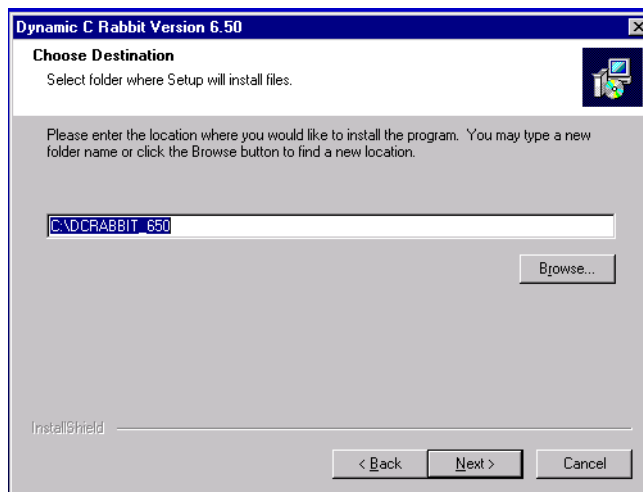 Dynamic C Rabbit Version 6.50
Choose Destination
Select folder where Setup will install files.
Please enter the location where you would like to install the program.  You may type a new
folder name or click the Browse button to find a new location.
C:\DCRABBIT_650
Browse...
InstallShield
< Back
Next >
Cancel